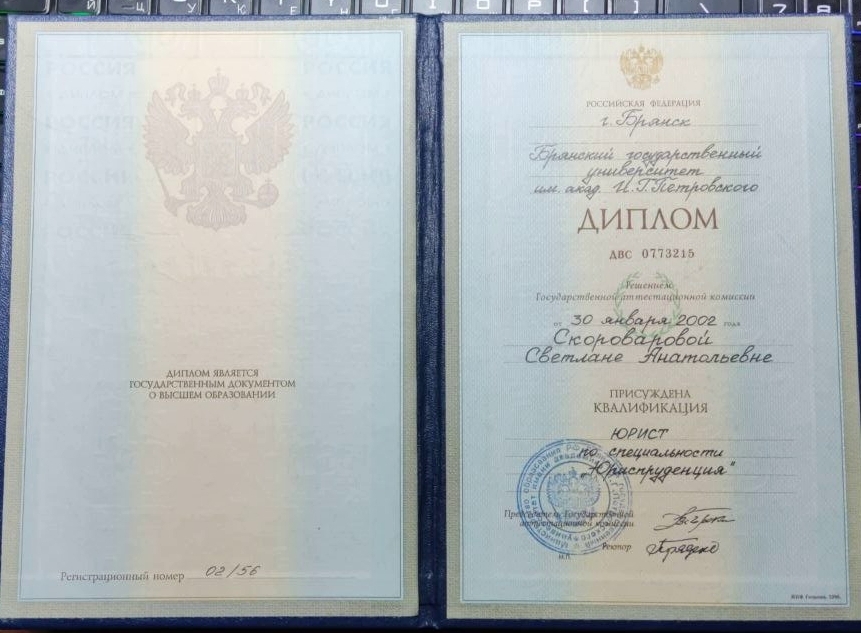 ДИПЛОМ ЯВЛЯЕТСЯ
ГОСУДАРСТВЕННЫМ ДОКУМЕНТОМ
О ВЫСШЕМ ОБРАЗОВАНИИ
Регистрационный номер 02/56
РОССИЙСКАЯ ФЕДЕРАЦИЯ
г. Брянск
Брянский государственный
университет
им. акад. И.Г. Петровского
ДИПЛОМ
ДВС 0773215
Решением
Государственной аттестационной комиссии
от 30 января 2002 года
Скороваровой
Светлане Анатольевне
ПРИСУЖДЕНА
КВАЛИФИКАЦИЯ
ЮРИСТ
по специальности
"Юриспруденция"
Председатель Государственной
аттестационной комиссии
Ректор
М.П.